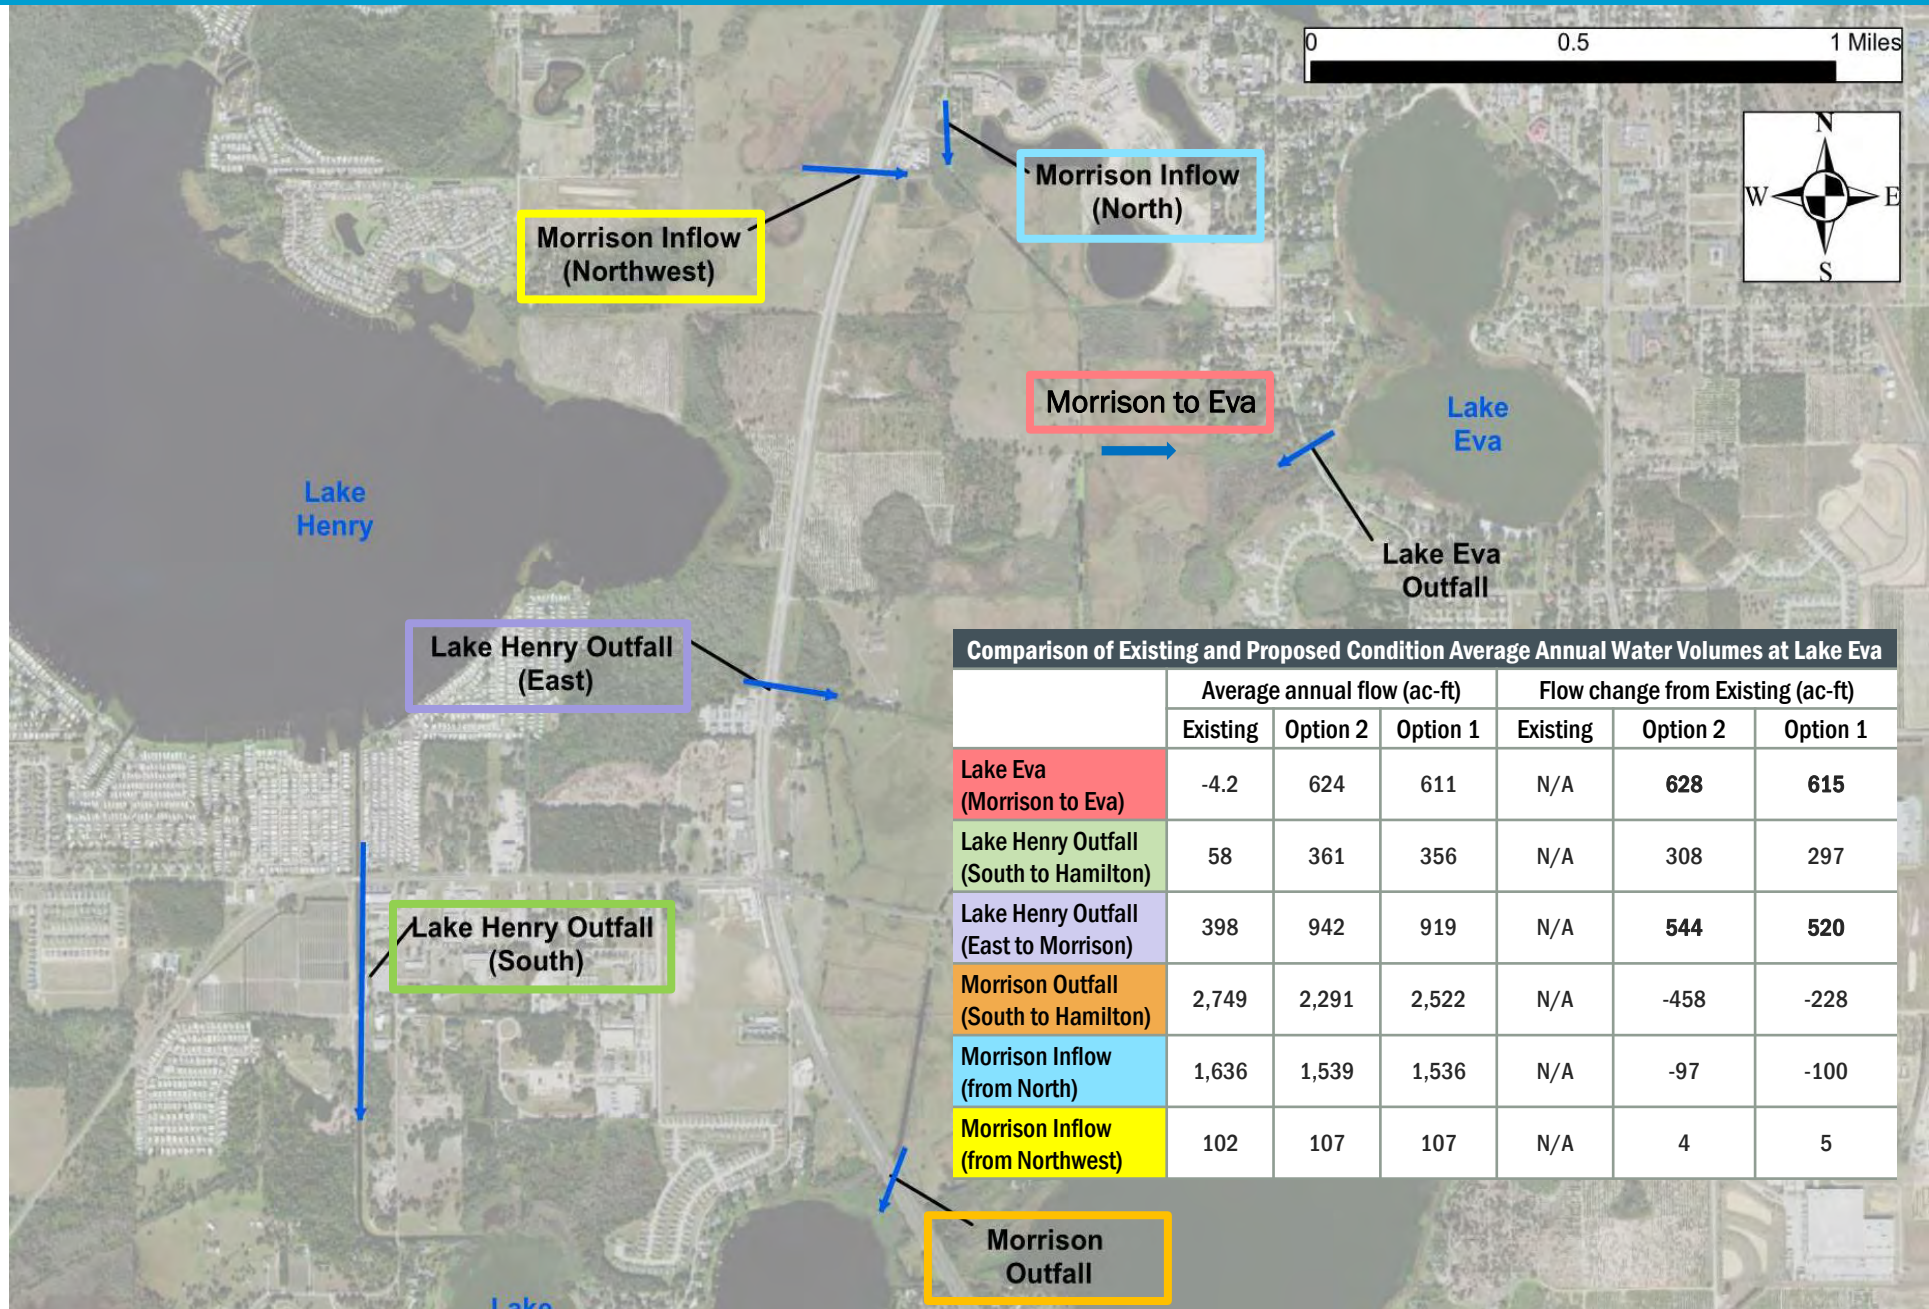 0 0.5 1 Miles
N
W E
S
Morrison Inflow
(North)
Morrison Inflow
(Northwest)
Morrison to Eva
Lake
Eva
Lake
Henry
Lake Eva
Outfall
Lake Henry Outfall
(East)
Lake Henry Outfall
(South)
Morrison
Outfall
Lake
Comparison of Existing and Proposed Condition Average Annual Water Volumes at Lake Eva
Average annual flow (ac-ft) Flow change from Existing (ac-ft)
Existing Option 2 Option 1 Existing Option 2 Option 1
Lake Eva
(Morrison to Eva) -4.2 624 611 N/A 628 615
Lake Henry Outfall
(South to Hamilton) 58 361 356 N/A 308 297
Lake Henry Outfall
(East to Morrison) 398 942 919 N/A 544 520
Morrison Outfall
(South to Hamilton) 2,749 2,291 2,522 N/A -458 -228
Morrison Inflow
(from North) 1,636 1,539 1,536 N/A -97 -100
Morrison Inflow
(from Northwest) 102 107 107 N/A 4 5